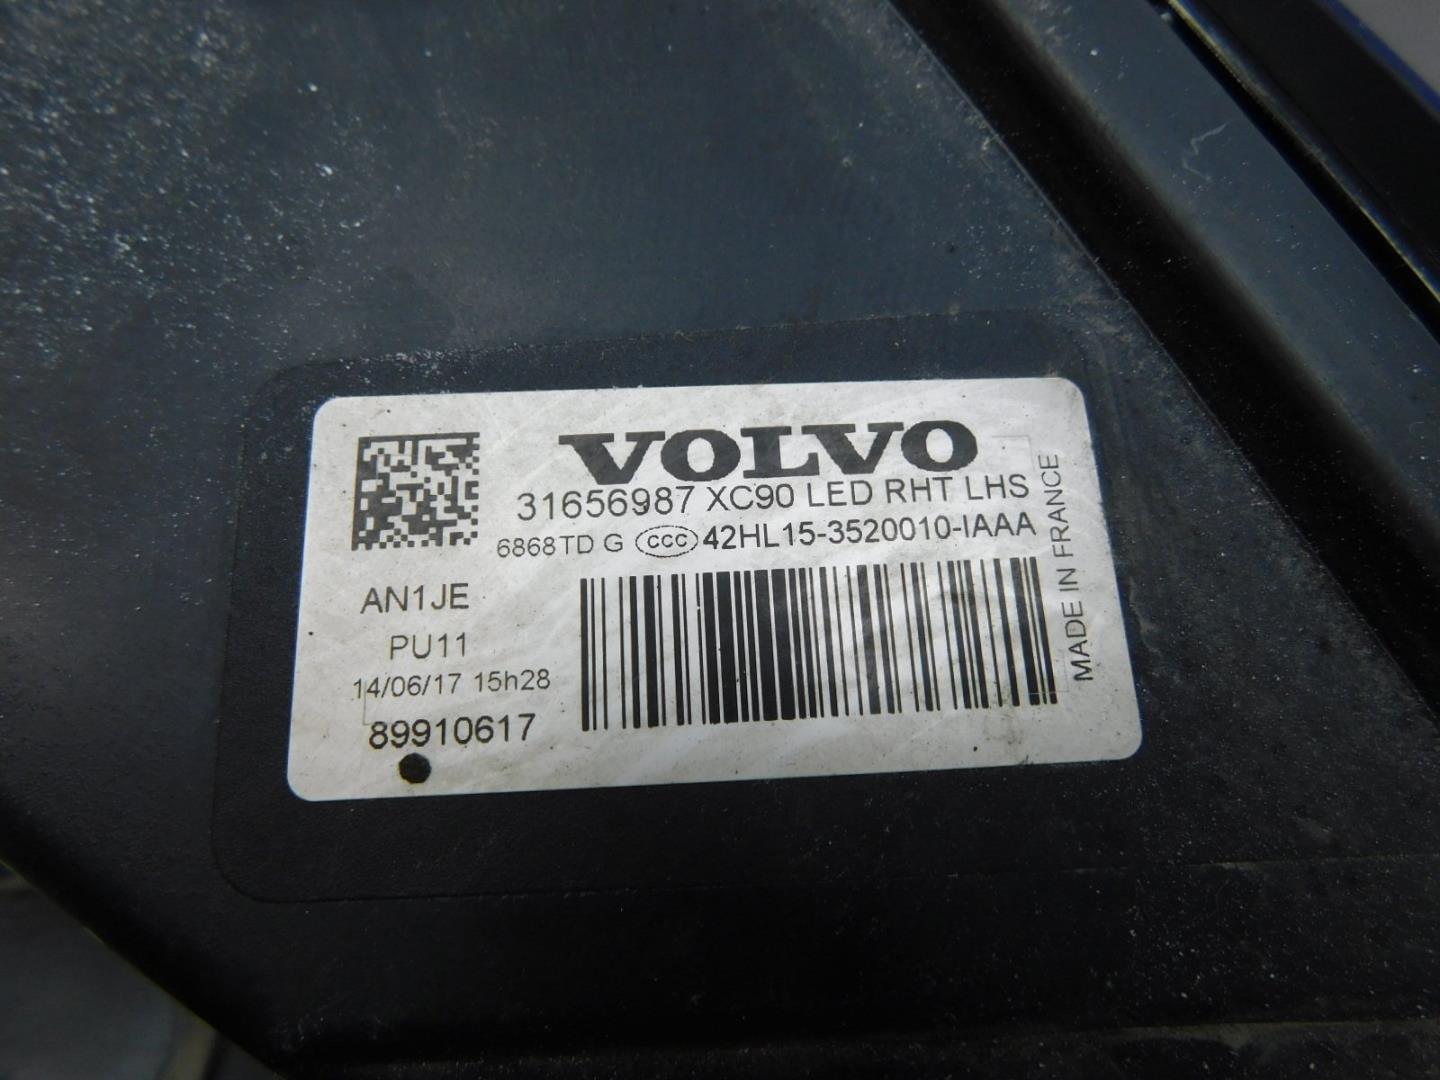 VOLVO
31656987 XC90 LED RHT LHS
6868TD G CCC 42HL15-3520010-IAAA
AN1JE
PU11
14/06/17 15h28
89910617
MADE IN FRANCE